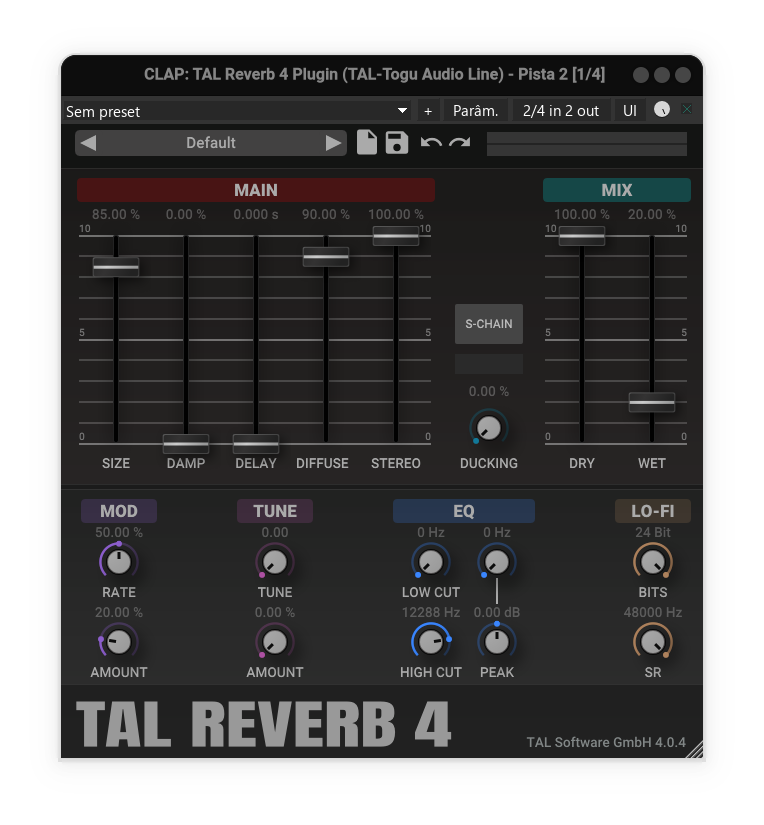 CLAP: TAL Reverb 4 Plugin (TAL-Togu Audio Line) - Pista 2 [1/4]
Sem preset + Parâm. 2/4 in 2 out UI
Default
MAIN MIX
85.00 % 0.00 % 0.000 s 90.00 % 100.00 % 100.00 % 20.00 %
10 10 10 10
5 5 5 5
S-CHAIN
0.00 %
0 0 0 0
SIZE DAMP DELAY DIFFUSE STEREO DUCKING DRY WET
MOD TUNE EQ LO-FI
50.00 % 0.00 0 Hz 0 Hz 24 Bit
RATE TUNE LOW CUT BITS
20.00 % 0.00 % 12288 Hz 0.00 dB 48000 Hz
AMOUNT AMOUNT HIGH CUT PEAK SR
TAL REVERB 4
TAL Software GmbH 4.0.4